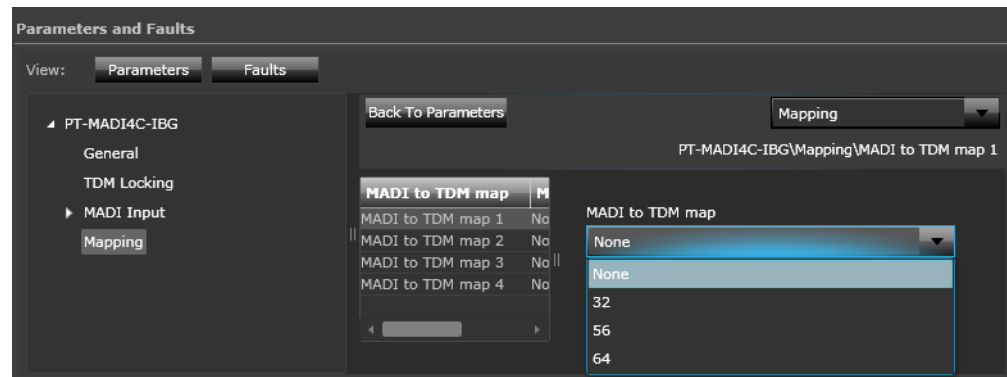 Parameters and Faults
View: Parameters Faults
PT-MADI4C-IBG
General
TDM Locking
MADI Input
Mapping
Back To Parameters
Mapping
PT-MADI4C-IBG\Mapping\MADI to TDM map 1
MADI to TDM map M
MADI to TDM map 1 No
MADI to TDM map 2 No
MADI to TDM map 3 No
MADI to TDM map 4 No
MADI to TDM map
None
None
32
56
64